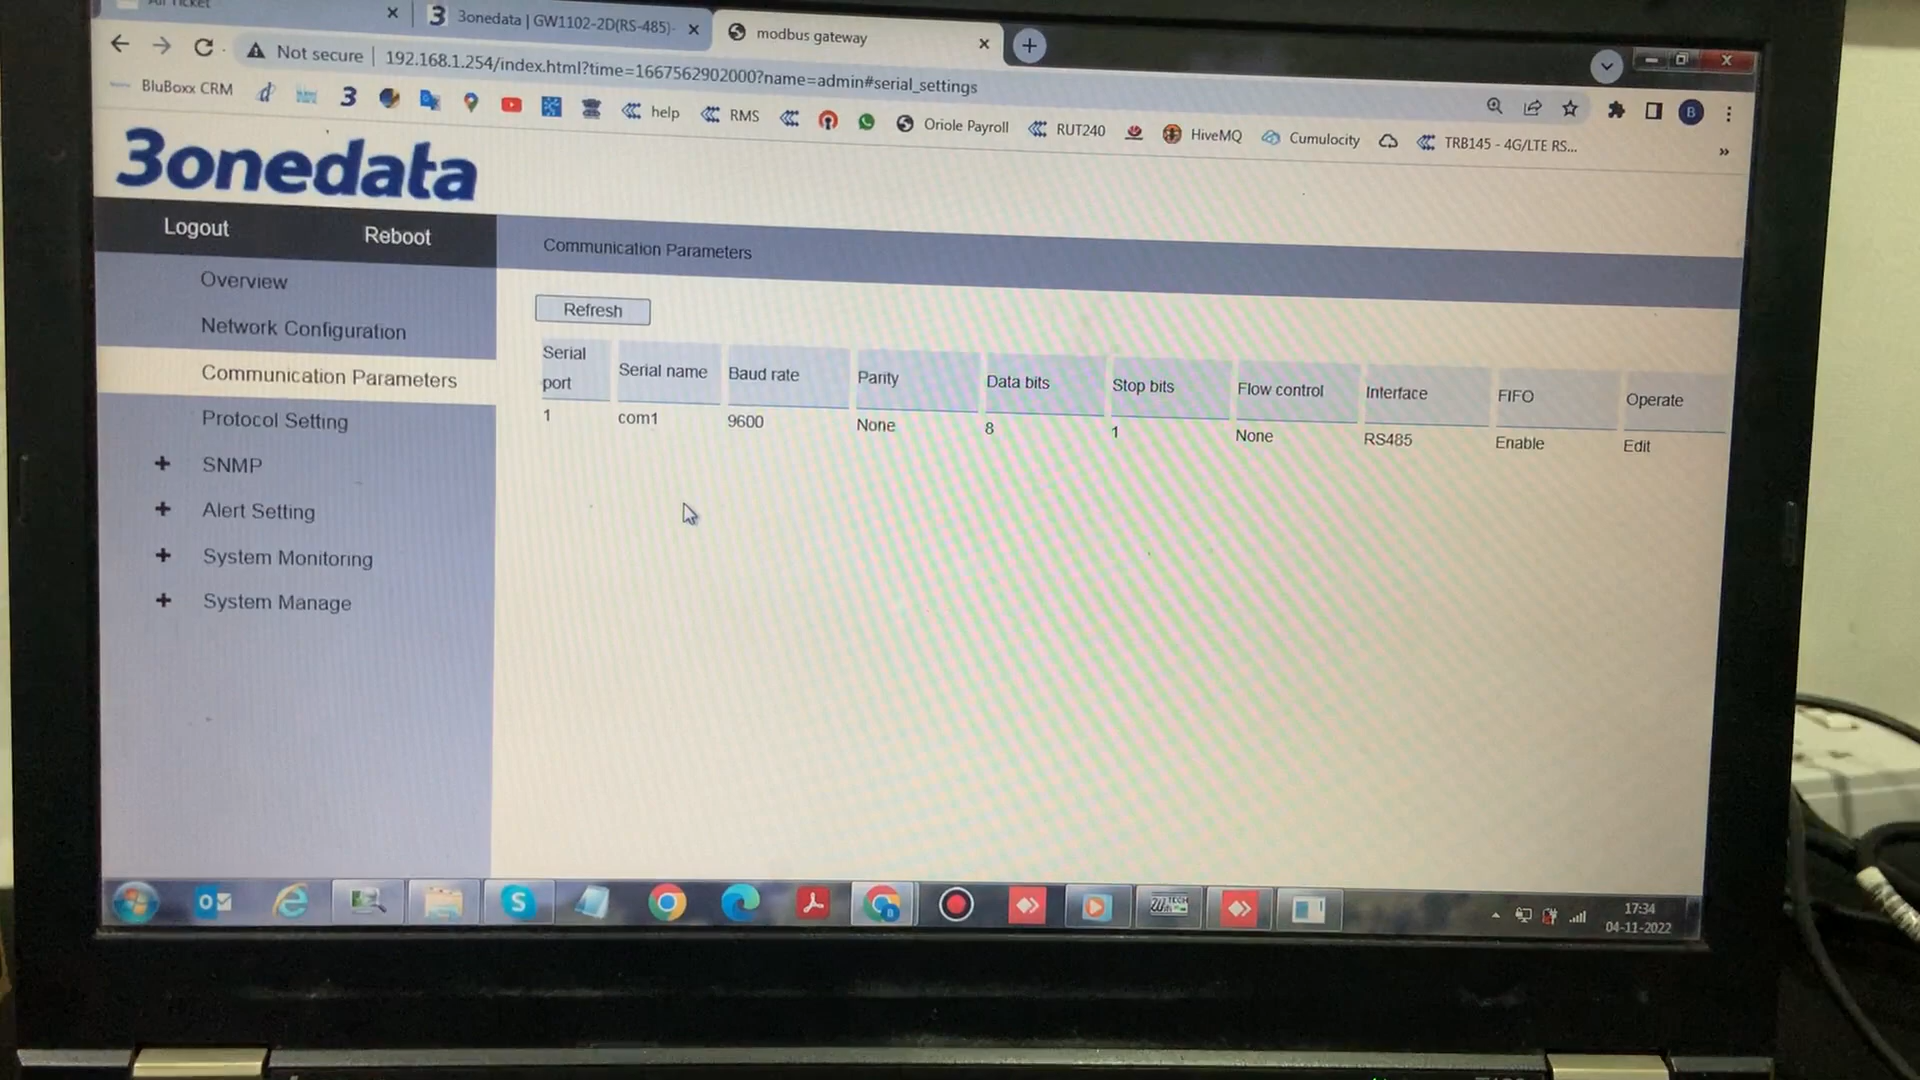 3onedata | GW1102-2D(RS-485)-
modbus gateway
Not secure | 192.168.1.254/index.html?time=1667562902000?name=admin#serial_settings
BluBoxx CRM
3
help
RMS
Oriole Payroll
RUT240
HiveMQ
Cumulocity
TRB145 - 4G/LTE RS...
B
3onedata
Logout
Reboot
Communication Parameters
Overview
Network Configuration
Communication Parameters
Protocol Setting
SNMP
Alert Setting
System Monitoring
System Manage
Refresh
Serial port
Serial name
Baud rate
Parity
Data bits
Stop bits
Flow control
Interface
FIFO
Operate
1
com1
9600
None
8
1
None
RS485
Enable
Edit
17:34
04-11-2022